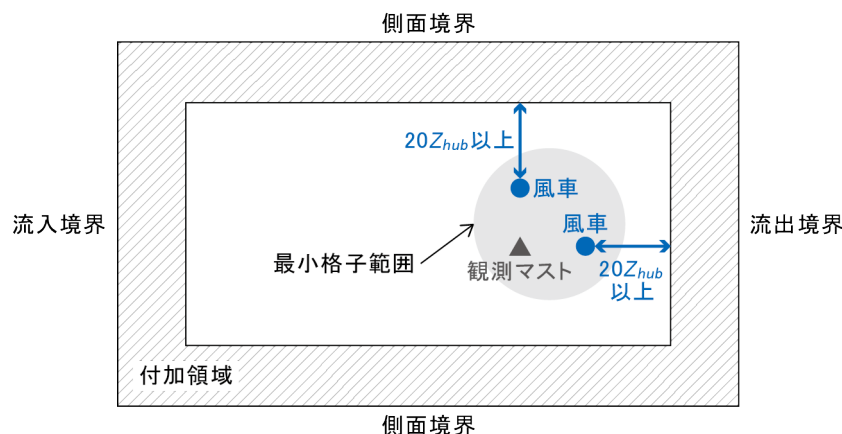 側面境界
20Zhub以上
風車
流入境界
風車
流出境界
最小格子範囲
観測マスト
20Zhub
以上
付加領域
側面境界